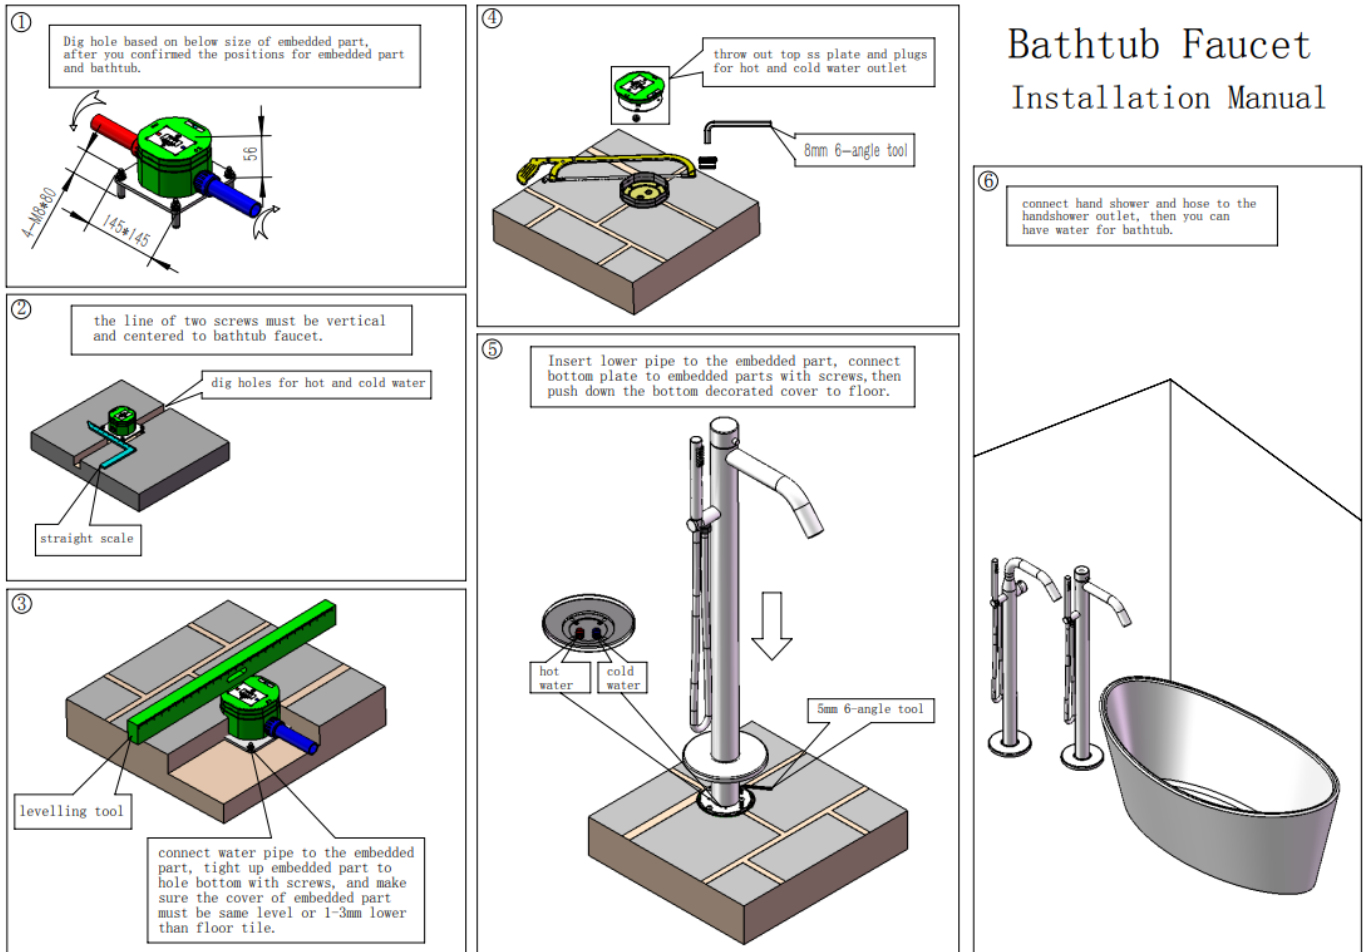 Bathtub Faucet
Installation Manual
①
Dig hole based on below size of embedded part,
after you confirmed the positions for embedded part
and bathtub.
56
4-M8*80
145*145
②
the line of two screws must be vertical
and centered to bathtub faucet.
dig holes for hot and cold water
straight scale
③
levelling tool
connect water pipe to the embedded
part, tight up embedded part to
hole bottom with screws, and make
sure the cover of embedded part
must be same level or 1-3mm lower
than floor tile.
④
throw out top ss plate and plugs
for hot and cold water outlet
8mm 6-angle tool
⑤
Insert lower pipe to the embedded part, connect
bottom plate to embedded parts with screws,then
push down the bottom decorated cover to floor.
hot
water
cold
water
5mm 6-angle tool
⑥
connect hand shower and hose to the
handshower outlet, then you can
have water for bathtub.